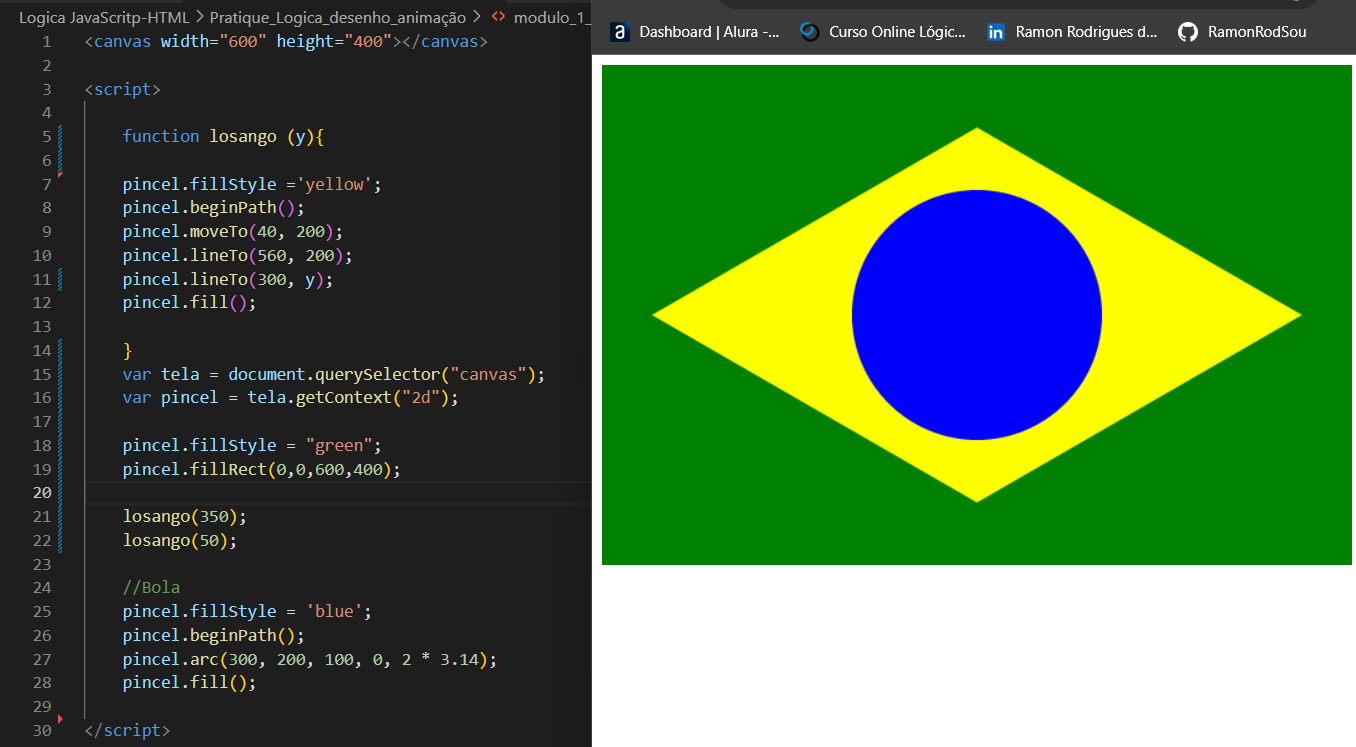 Logica JavaScritp-HTML > Pratique_Logica_desenho_animação > <> modulo_1_
1 <canvas width="600" height="400"></canvas>
2
3 <script>
4
5 function losango (y){
6
7 pincel.fillStyle ='yellow';
8 pincel.beginPath();
9 pincel.moveTo(40, 200);
10 pincel.lineTo(560, 200);
11 pincel.lineTo(300, y);
12 pincel.fill();
13
14 }
15 var tela = document.querySelector("canvas");
16 var pincel = tela.getContext("2d");
17
18 pincel.fillStyle = "green";
19 pincel.fillRect(0,0,600,400);
20
21 losango(350);
22 losango(50);
23
24 //Bola
25 pincel.fillStyle = 'blue';
26 pincel.beginPath();
27 pincel.arc(300, 200, 100, 0, 2 * 3.14);
28 pincel.fill();
29
30 </script>
a Dashboard | Alura -...
Curso Online Lógic...
in Ramon Rodrigues d...
RamonRodSou